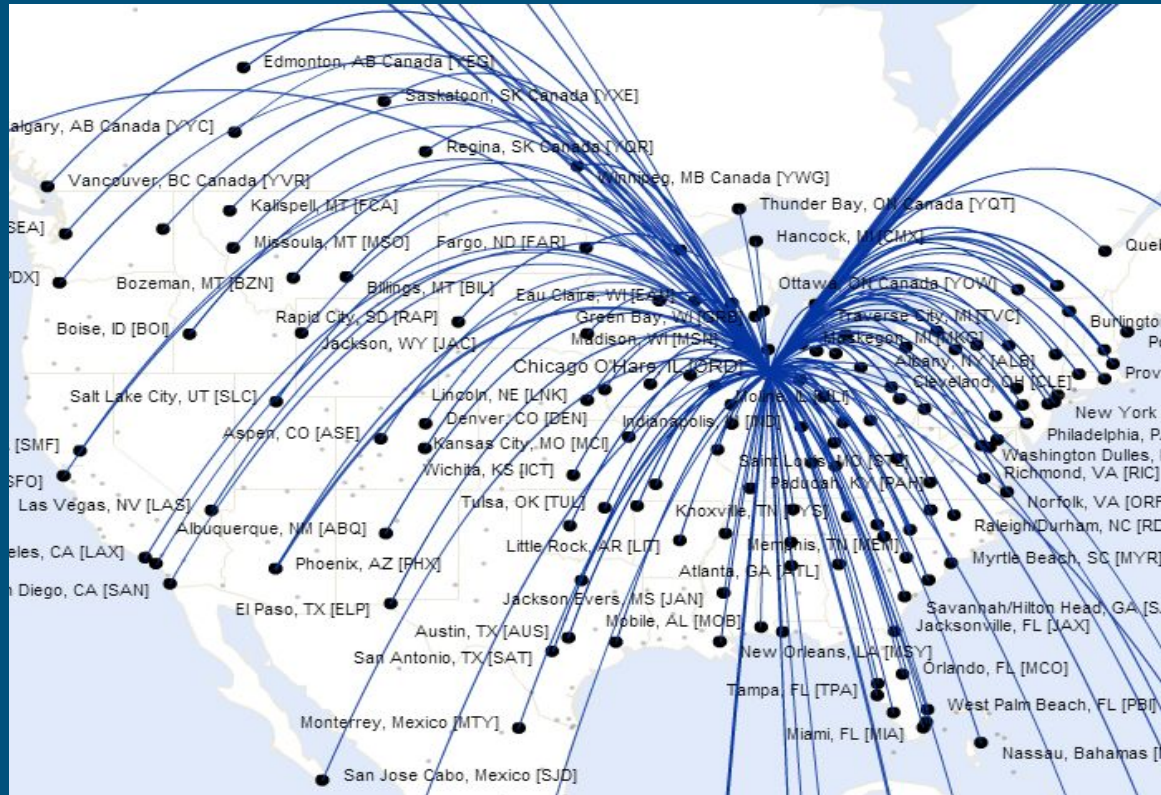 Edmonton, AB Canada [YEG]
Saskatoon, SK Canada [YXE]
algary, AB Canada [YYC]
Regina, SK Canada [YQR]
Winnipeg, MB Canada [YWG]
Vancouver, BC Canada [YVR]
Kalispell, MT [FCA]
Thunder Bay, ON Canada [YQT]
SEA]
Missoula, MT [MSO]
Fargo, ND [FAR]
Hancock, MI [CMX]
Queb
PDX]
Bozeman, MT [BZN]
Billings, MT [BIL]
Eau Claire, WI [EAU]
Ottawa, ON Canada [YOW]
Rapid City, SD [RAP]
Green Bay, WI [GRB]
Traverse City, MI [TVC]
Burlington
Boise, ID [BOI]
Jackson, WY [JAC]
Madison, WI [MSN]
Muskegon, MI [MKG]
Po
Chicago O'Hare, IL [ORD]
Albany, NY [ALB]
Prov
Salt Lake City, UT [SLC]
Lincoln, NE [LNK]
Moline, IL [MLI]
Cleveland, OH [CLE]
Denver, CO [DEN]
Indianapolis, IN [IND]
New York
Aspen, CO [ASE]
Kansas City, MO [MCI]
Philadelphia, PA
[SMF]
Washington Dulles,
Wichita, KS [ICT]
Saint Louis, MO [STL]
Richmond, VA [RIC]
SFO]
Paducah, KY [PAH]
Las Vegas, NV [LAS]
Tulsa, OK [TUL]
Knoxville, TN [TYS]
Norfolk, VA [ORF
Albuquerque, NM [ABQ]
Raleigh/Durham, NC [RD
Little Rock, AR [LIT]
Memphis, TN [MEM]
eles, CA [LAX]
Phoenix, AZ [PHX]
Atlanta, GA [ATL]
Myrtle Beach, SC [MYR]
n Diego, CA [SAN]
El Paso, TX [ELP]
Jackson Evers, MS [JAN]
Savannah/Hilton Head, GA [SA
Austin, TX [AUS]
Mobile, AL [MOB]
Jacksonville, FL [JAX]
San Antonio, TX [SAT]
New Orleans, LA [MSY]
Orlando, FL [MCO]
Tampa, FL [TPA]
West Palm Beach, FL [PBI]
Monterrey, Mexico [MTY]
Miami, FL [MIA]
Nassau, Bahamas [
San Jose Cabo, Mexico [SJD]